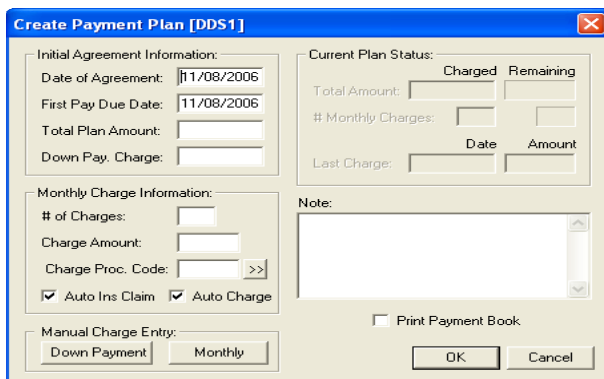 Create Payment Plan [DDS1]
Initial Agreement Information:
Date of Agreement: 11/08/2006
First Pay Due Date: 11/08/2006
Total Plan Amount:
Down Pay. Charge:
Monthly Charge Information:
# of Charges:
Charge Amount:
Charge Proc. Code: >>
Auto Ins Claim Auto Charge
Manual Charge Entry:
Down Payment Monthly
Current Plan Status:
Charged Remaining
Total Amount:
# Monthly Charges:
Date Amount
Last Charge:
Note:
Print Payment Book
OK Cancel